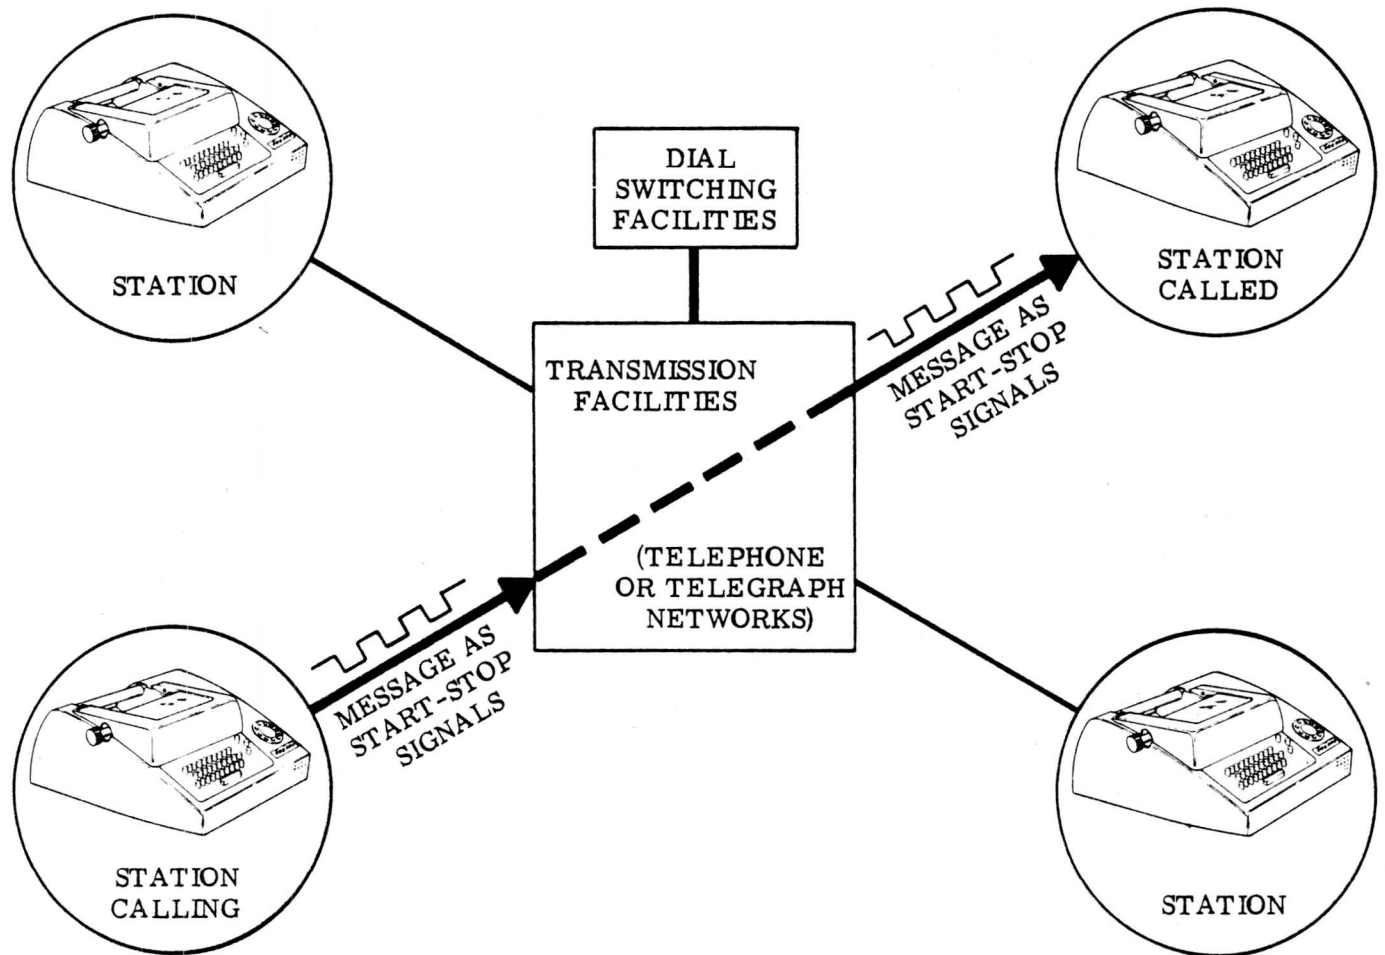 STATION
DIAL
SWITCHING
FACILITIES
STATION
CALLED
TRANSMISSION
FACILITIES
MESSAGE AS
START-STOP
SIGNALS
(TELEPHONE
OR TELEGRAPH
NETWORKS)
MESSAGE AS
START-STOP
SIGNALS
STATION
CALLING
STATION